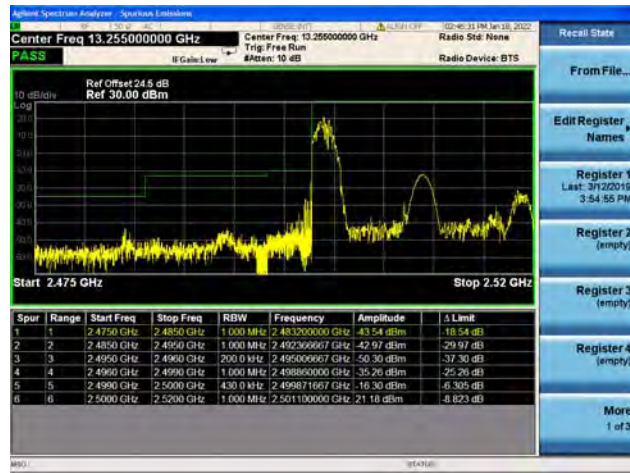 Agilent Spectrum Analyzer - Spurious Emissions
RF 50 Ω AC SENSE:INT ALIGN OFF 02:46:31 PM Jan 18, 2022
Center Freq 13.255000000 GHz
Center Freq: 13.255000000 GHz
Radio Std: None
Trig: Free Run
PASS
IFGain:Low
#Atten: 10 dB
Radio Device: BTS
Ref Offset 24.5 dB
10 dB/div Ref 30.00 dBm
Log
20.0
10.0
Start 2.475 GHz
Stop 2.52 GHz
Spur Range Start Freq Stop Freq RBW Frequency Amplitude Δ Limit
1 1 2.4750 GHz 2.4850 GHz 1.000 MHz 2.483200000 GHz -43.54 dBm -18.54 dB
2 2 2.4850 GHz 2.4950 GHz 1.000 MHz 2.492366667 GHz -42.97 dBm -29.97 dB
3 3 2.4950 GHz 2.4960 GHz 200.0 kHz 2.495006667 GHz -50.30 dBm -37.30 dB
4 4 2.4960 GHz 2.4990 GHz 1.000 MHz 2.498860000 GHz -35.26 dBm -25.26 dB
5 5 2.4990 GHz 2.5000 GHz 430.0 kHz 2.499871667 GHz -16.30 dBm -6.305 dB
6 6 2.5000 GHz 2.5200 GHz 1.000 MHz 2.501100000 GHz 21.18 dBm -8.823 dB
MSG
STATUS
Recall State
From File...
Edit Register
Names
Register 1
Last: 3/12/2019
3:54:55 PM
Register 2
(empty)
Register 3
(empty)
Register 4
(empty)
More
1 of 3